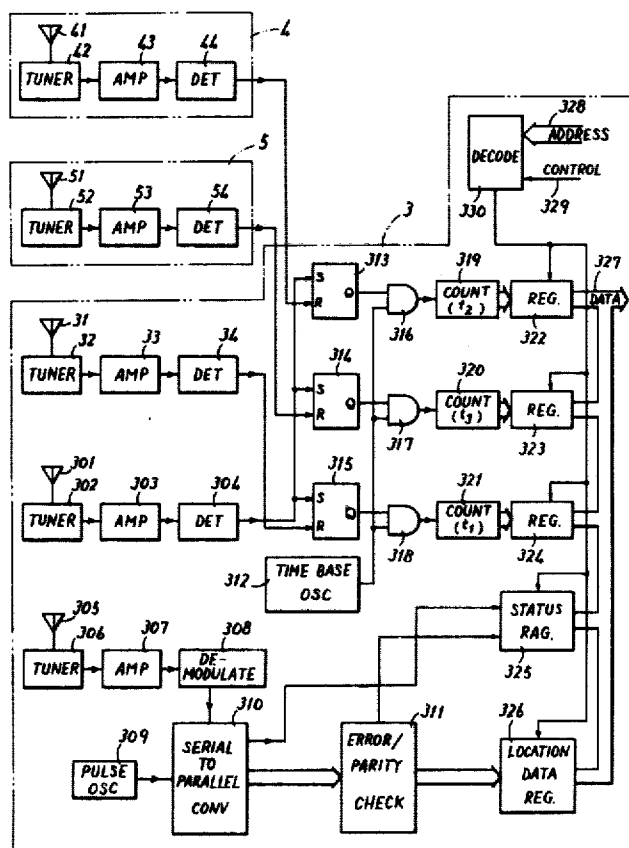 41
42
43
44
4
TUNER
AMP
DET
51
52
53
54
5
TUNER
AMP
DET
328
ADDRESS
DECODE
CONTROL
329
330
3
313
S
R
Q
316
319
COUNT
(t2)
REG.
322
327
DATA
31
32
33
34
TUNER
AMP
DET
314
S
R
Q
317
320
COUNT
(t3)
REG.
323
301
302
303
304
TUNER
AMP
DET
315
S
R
Q
318
321
COUNT
(t1)
REG.
324
312
TIME BASE
OSC
305
306
307
308
TUNER
AMP
DE-
MODULATE
STATUS
RAG.
325
309
PULSE
OSC
310
SERIAL
TO
PARALLEL
CONV
311
ERROR/
PARITY
CHECK
326
LOCATION
DATA
REG.